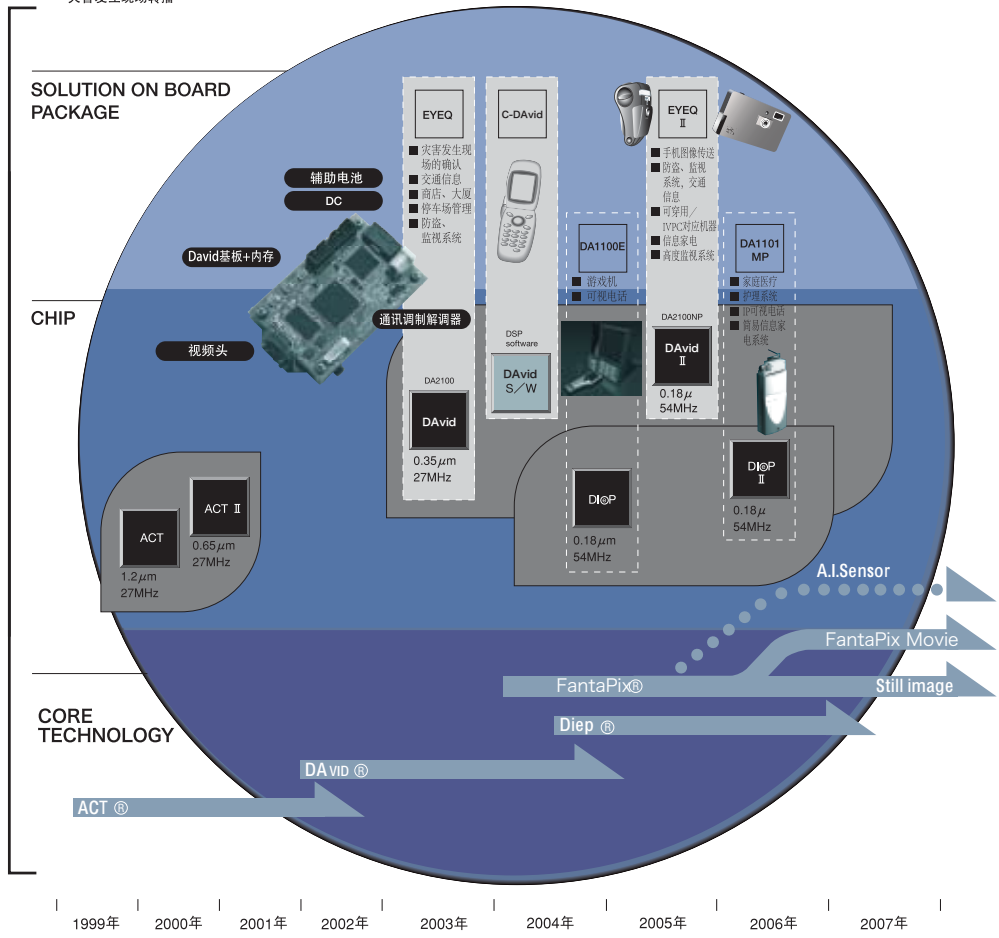 SOLUTION ON BOARD
PACKAGE
EYEQ
灾害发生现
场的确认
交通信息
商店、大厦
停车场管理
防盗、
监视系统
C-DAvid
EYEQ
II
手机图像传送
防盗、监视
系统，交通
信息
可穿用／
IVPC对应机器
信息家电
高度监视系统
辅助电池
DC
David基板+内存
通讯调制解调器
视频头
DA1100E
游戏机
可视电话
DA1101
MP
家庭医疗
护理系统
IP可视电话
简易信息家
电系统
CHIP
DA2100
DAvid
0.35μm
27MHz
DSP
software
DAvid
S／W
DA2100NP
DAvid
II
0.18μ
54MHz
ACT
1.2μm
27MHz
ACT II
0.65μm
27MHz
DI@P
0.18μm
54MHz
DI@P
II
0.18μ
54MHz
A.I.Sensor
FantaPix Movie
FantaPix®
Still image
CORE
TECHNOLOGY
Diep ®
DAVID ®
ACT ®
1999年 2000年 2001年 2002年 2003年 2004年 2005年 2006年 2007年